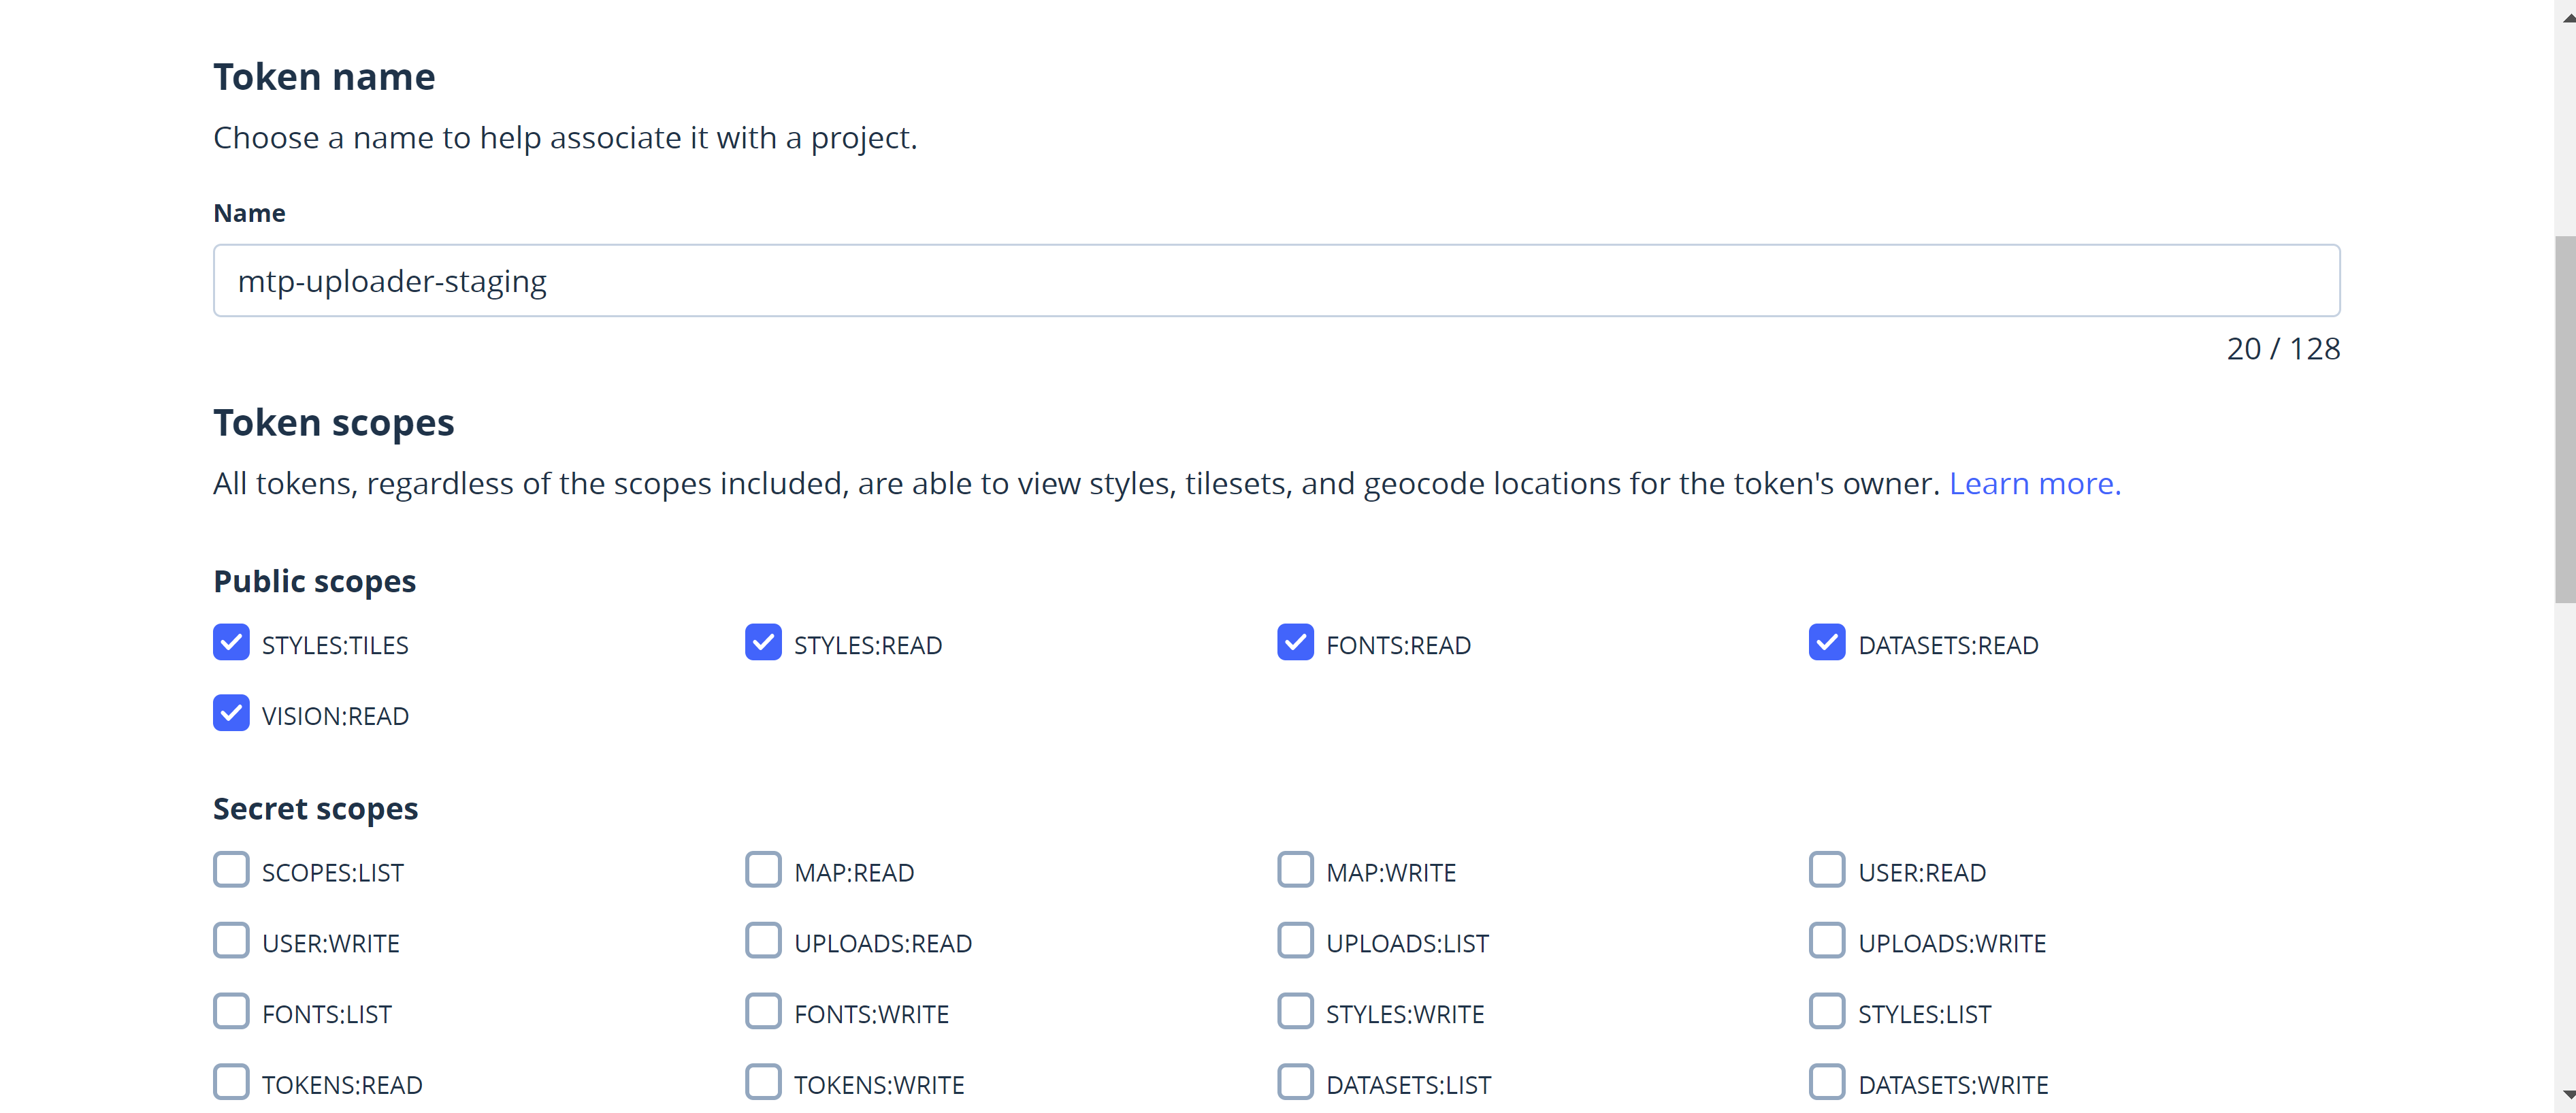 Token name
Choose a name to help associate it with a project.
Name
mtp-uploader-staging
20 / 128
Token scopes
All tokens, regardless of the scopes included, are able to view styles, tilesets, and geocode locations for the token's owner. Learn more.
Public scopes
STYLES:TILES STYLES:READ FONTS:READ DATASETS:READ
VISION:READ
Secret scopes
SCOPES:LIST MAP:READ MAP:WRITE USER:READ
USER:WRITE UPLOADS:READ UPLOADS:LIST UPLOADS:WRITE
FONTS:LIST FONTS:WRITE STYLES:WRITE STYLES:LIST
TOKENS:READ TOKENS:WRITE DATASETS:LIST DATASETS:WRITE